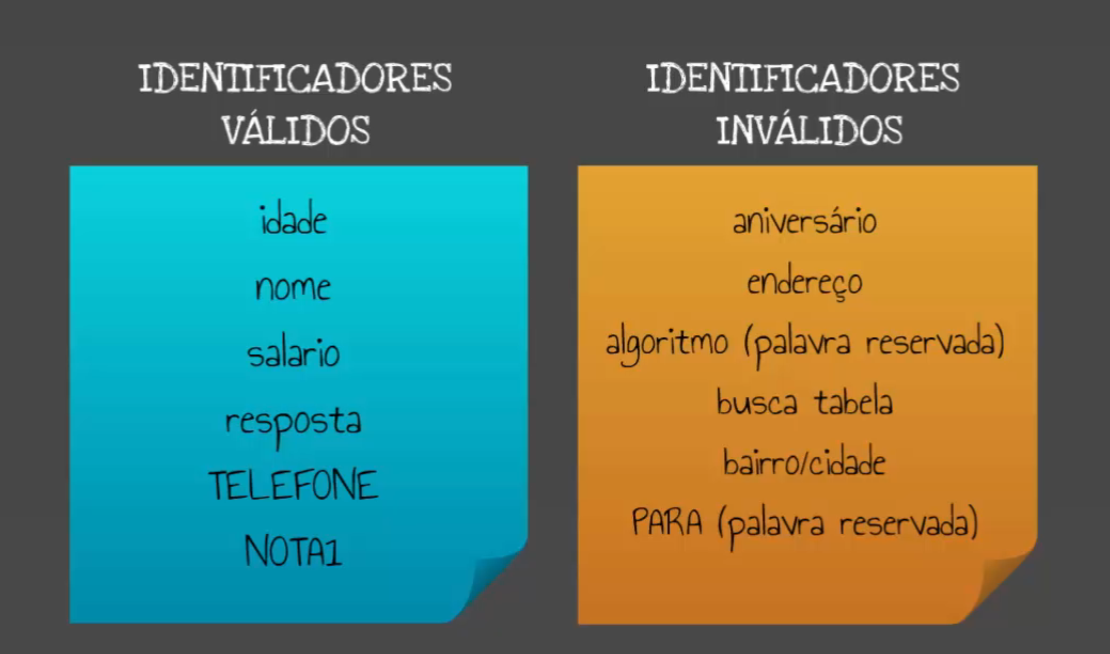 IDENTIFICADORES
VÁLIDOS
idade
nome
salario
resposta
TELEFONE
NOTA1
IDENTIFICADORES
INVÁLIDOS
aniversário
endereço
algoritmo (palavra reservada)
busca tabela
bairro/cidade
PARA (palavra reservada)